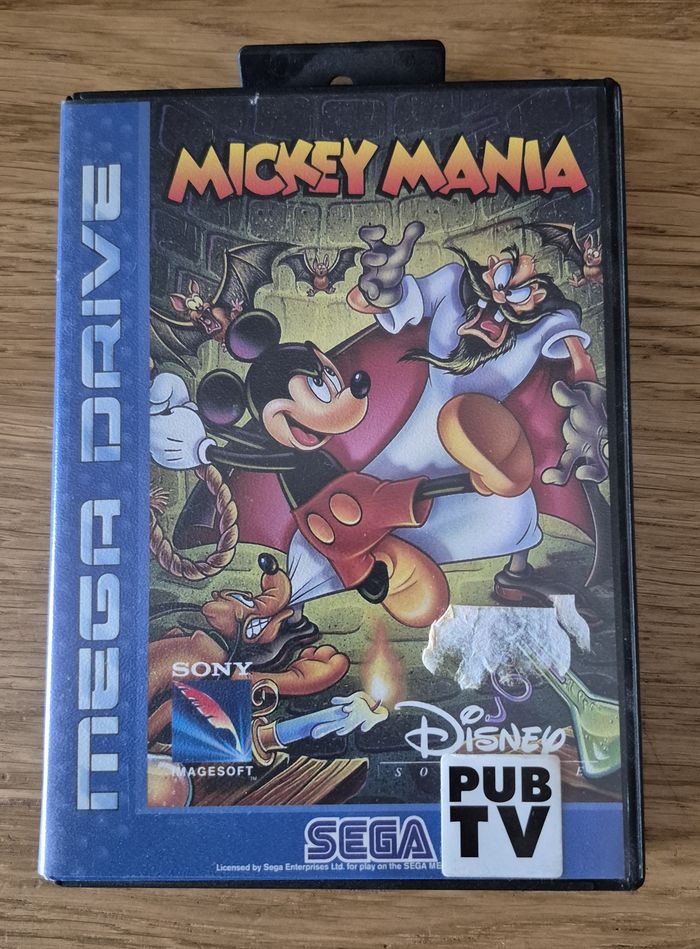 MICKEY MANIA
MEGA DRIVE
SONY
IMAGESOFT
DISNEY
PUB
TV
SEGA
Licensed by Sega Enterprises Ltd. for play on the SEGA